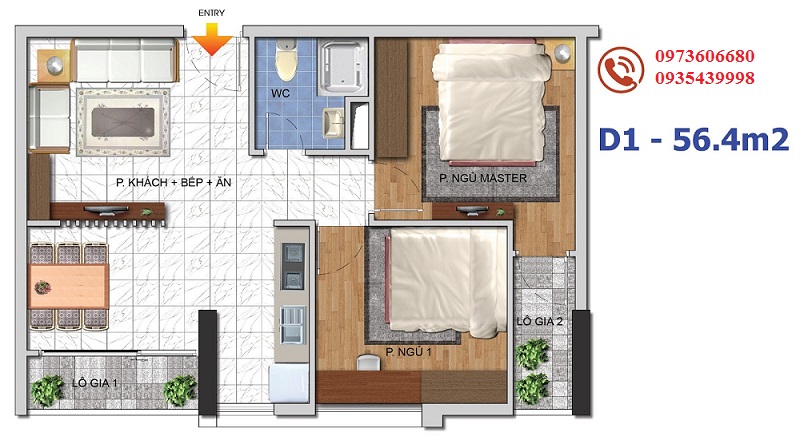 ENTRY
0973606680
0935439998
WC
D1 - 56.4m2
P. KHÁCH + BẾP + ĂN
P. NGỦ MASTER
LÔ GIA 2
P. NGỦ 1
LÔ GIA 1